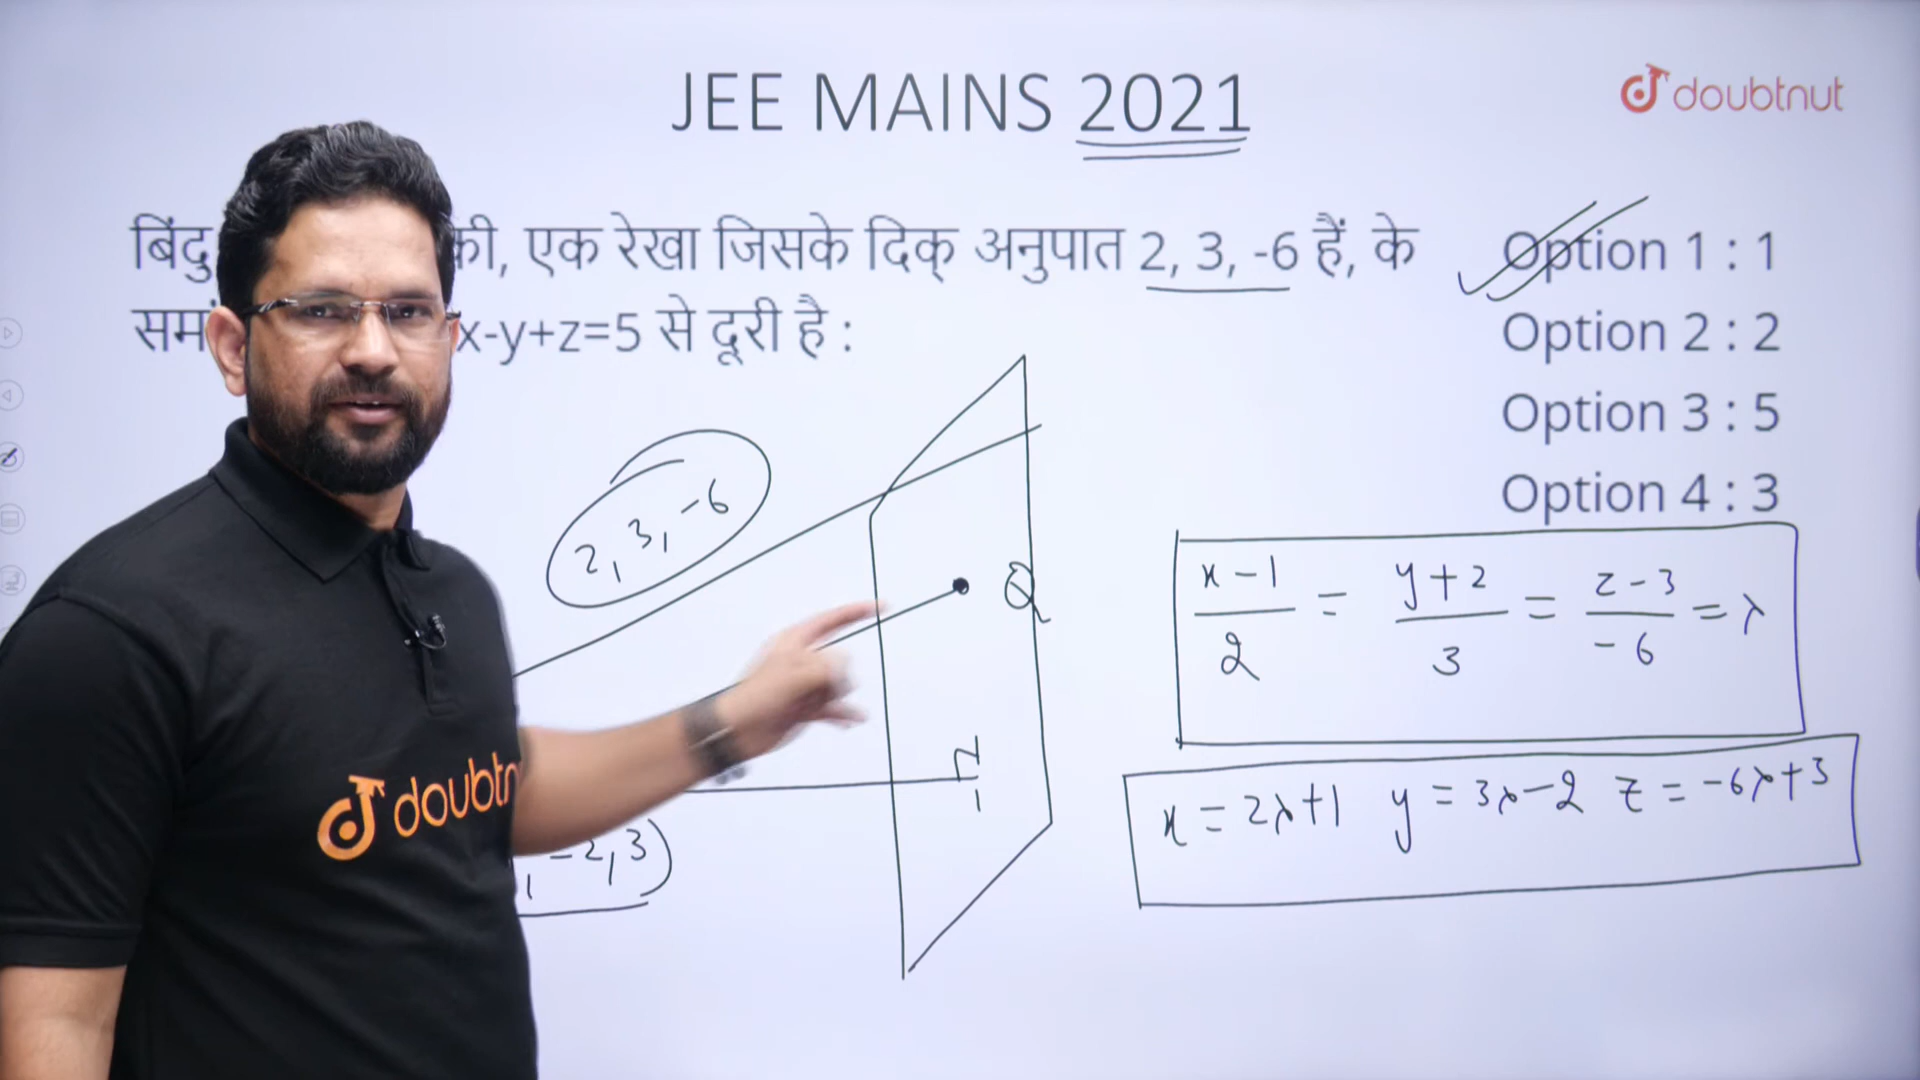 JEE MAINS 2021
doubtnut
बिंदु की, एक रेखा जिसके दिक् अनुपात 2, 3, -6 हैं, के
x-y+z=5 से दूरी है :
Option 1 : 1
Option 2 : 2
Option 3 : 5
Option 4 : 3
2, 3, -6
Q
x-1/2 = y+2/3 = z-3/-6 = λ
x = 2λ+1 y = 3λ-2 z = -6λ+3
, -2, 3)
doubtn